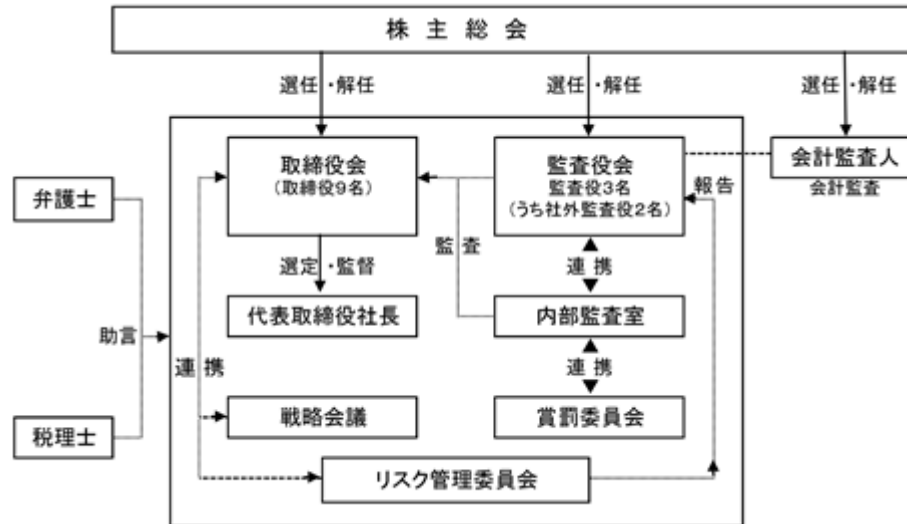 株主総会
選任・解任
選任・解任
選任・解任
取締役会
(取締役9名)
監査役会
監査役3名
(うち社外監査役2名)
会計監査人
会計監査
報告
弁護士
監査
選定・監督
連携
代表取締役社長
内部監査室
助言
連携
連携
戦略会議
賞罰委員会
税理士
リスク管理委員会